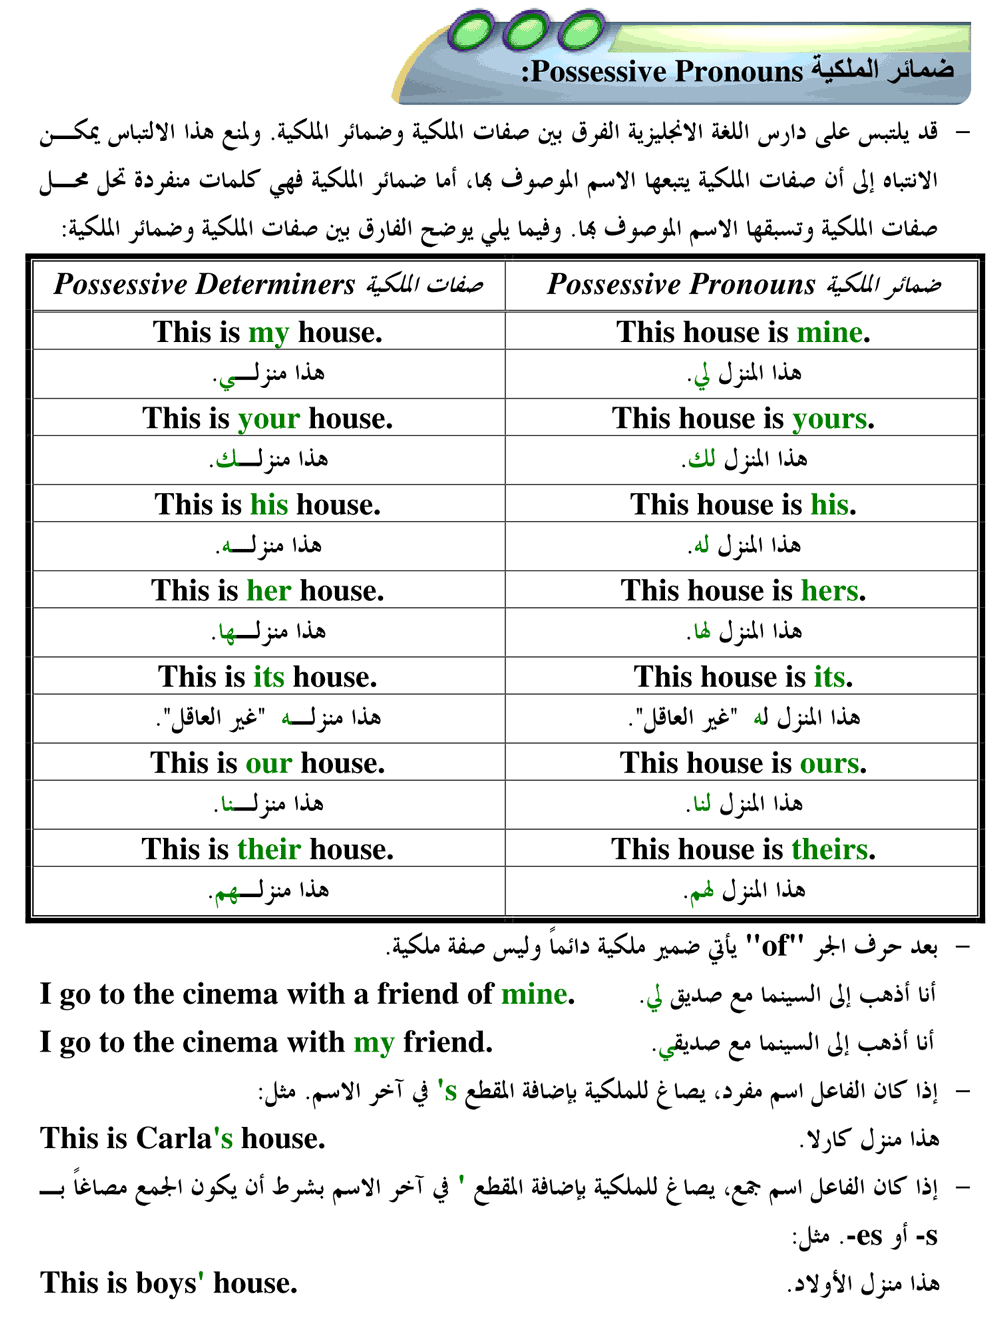 ضمائر الملكية Possessive Pronouns:
– قد يلتبس على دارس اللغة الانجليزية الفرق بين صفات الملكية وضمائر الملكية. ولمنع هذا الالتباس يمكـــن
الانتباه إلى أن صفات الملكية يتبعها الاسم الموصوف بها، أما ضمائر الملكية فهي كلمات منفردة تحل محـــل
صفات الملكية وتسبقها الاسم الموصوف بها. وفيما يلي يوضح الفارق بين صفات الملكية وضمائر الملكية:
Possessive Determiners صفات الملكية	Possessive Pronouns ضمائر الملكية
This is my house.	This house is mine.
هذا منزلـــي.	هذا المنزل لي.
This is your house.	This house is yours.
هذا منزلـــك.	هذا المنزل لك.
This is his house.	This house is his.
هذا منزلـــه.	هذا المنزل له.
This is her house.	This house is hers.
هذا منزلـــها.	هذا المنزل لها.
This is its house.	This house is its.
هذا منزلـــه "غير العاقل".	هذا المنزل له "غير العاقل".
This is our house.	This house is ours.
هذا منزلـــنا.	هذا المنزل لنا.
This is their house.	This house is theirs.
هذا منزلـــهم.	هذا المنزل لهم.
– بعد حرف الجر "of" يأتي ضمير ملكية دائماً وليس صفة ملكية.
I go to the cinema with a friend of mine.	أنا أذهب إلى السينما مع صديق لي.
I go to the cinema with my friend.	أنا أذهب إلى السينما مع صديقي.
– إذا كان الفاعل اسم مفرد، يصاغ للملكية بإضافة المقطع 's في آخر الاسم. مثل:
This is Carla's house.	هذا منزل كارلا.
– إذا كان الفاعل اسم جمع، يصاغ للملكية بإضافة المقطع ' في آخر الاسم بشرط أن يكون الجمع مصاغاً بـــ
-s أو -es. مثل:
This is boys' house.	هذا منزل الأولاد.